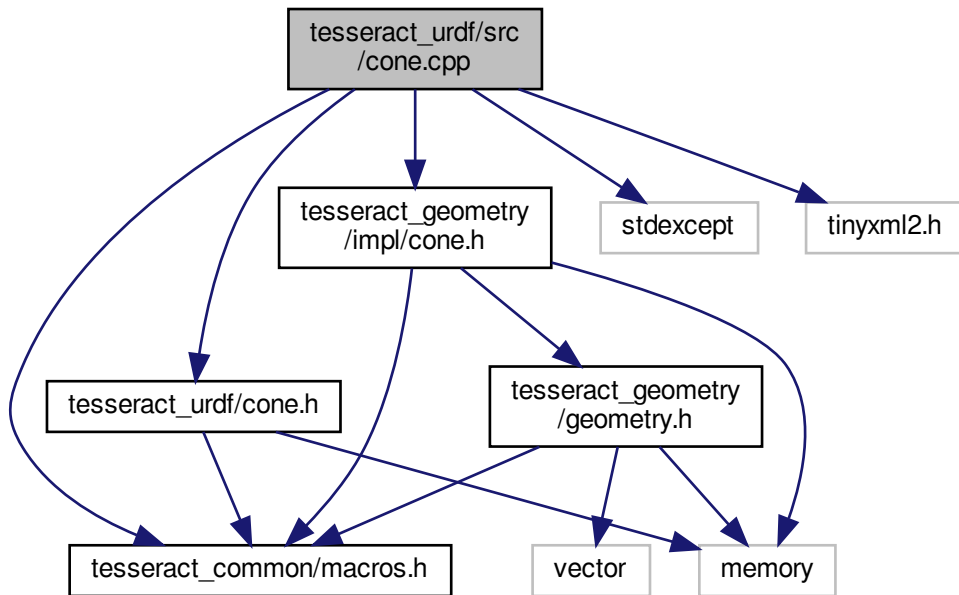 tesseract_urdf/src
/cone.cpp
tesseract_geometry
/impl/cone.h
stdexcept
tinyxml2.h
tesseract_urdf/cone.h
tesseract_geometry
/geometry.h
tesseract_common/macros.h
vector
memory